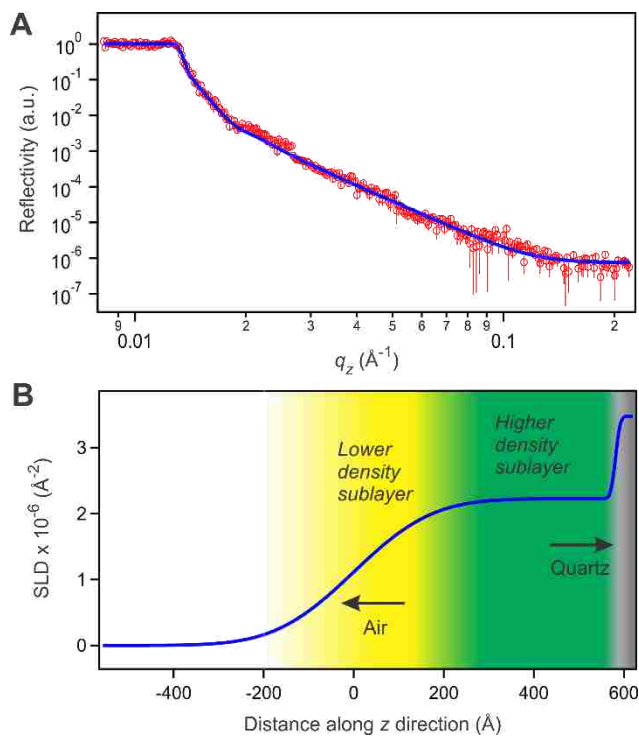 A
Reflectivity (a.u.)
10⁰
10⁻¹
10⁻²
10⁻³
10⁻⁴
10⁻⁵
10⁻⁶
10⁻⁷
9 2 3 4 5 6 7 8 9 2
0.01 0.1
q_z (Å⁻¹)
B
SLD x 10⁻⁶ (Å⁻²)
3
2
1
0
Lower
density
sublayer
Higher
density
sublayer
Air
Quartz
-400 -200 0 200 400 600
Distance along z direction (Å)